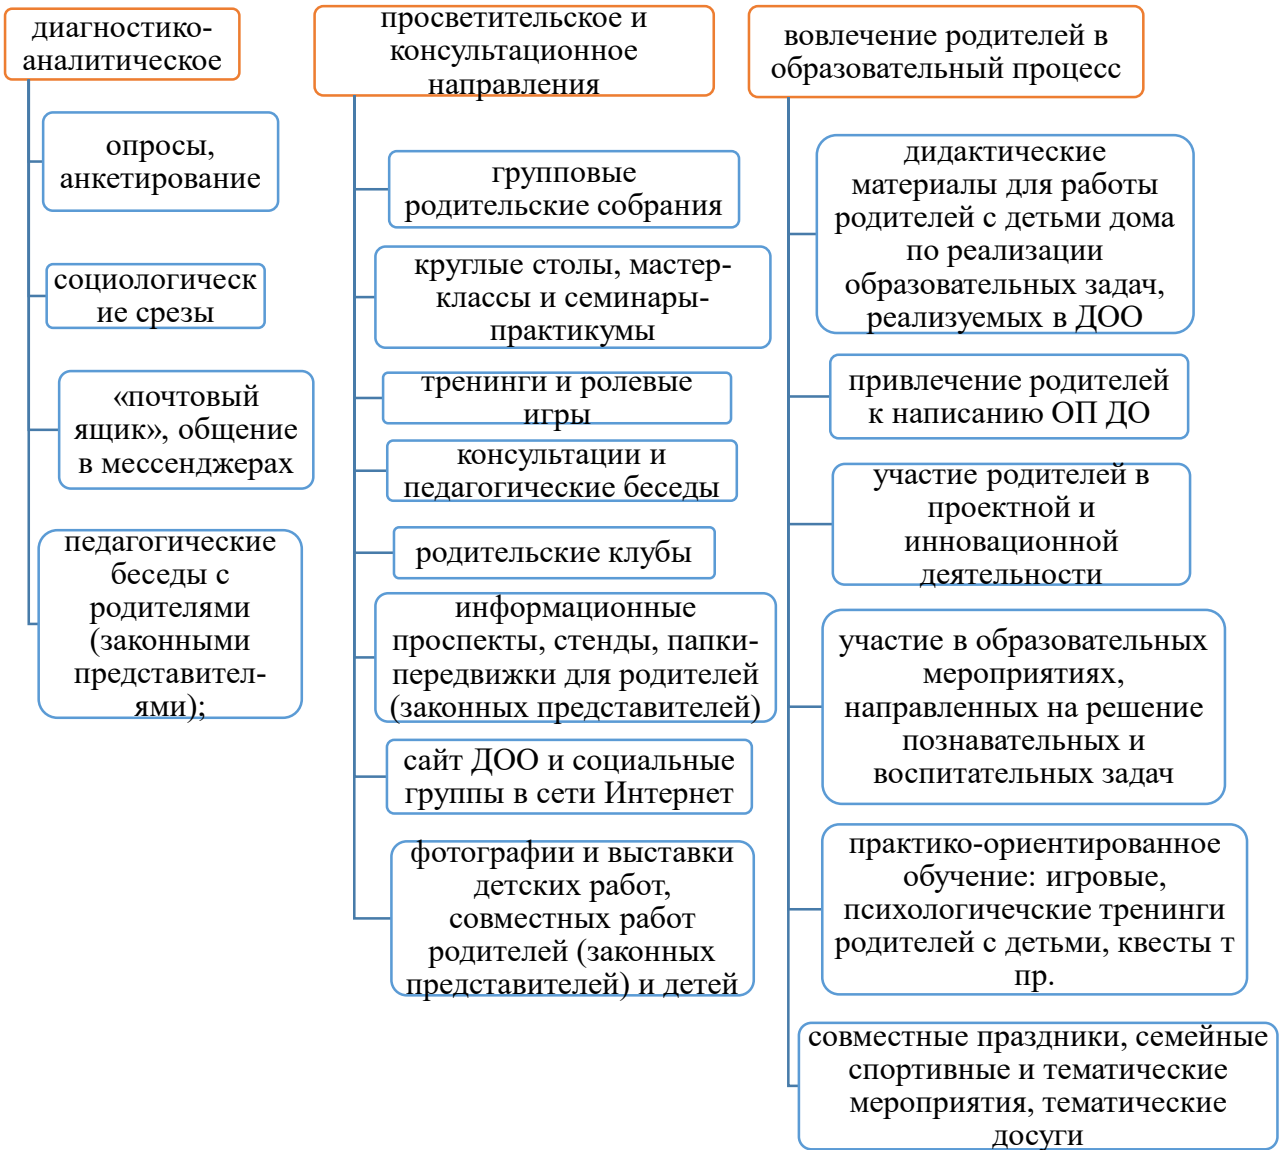 диагностико-
аналитическое
опросы,
анкетирование
социологическ
ие срезы
«почтовый
ящик», общение
в мессенджерах
педагогические
беседы с
родителями
(законными
представител-
ями);
просветительское и
консультационное
направления
групповые
родительские собрания
круглые столы, мастер-
классы и семинары-
практикумы
тренинги и ролевые
игры
консультации и
педагогические беседы
родительские клубы
информационные
проспекты, стенды, папки-
передвижки для родителей
(законных представителей)
сайт ДОО и социальные
группы в сети Интернет
фотографии и выставки
детских работ,
совместных работ
родителей (законных
представителей) и детей
вовлечение родителей в
образовательный процесс
дидактические
материалы для работы
родителей с детьми дома
по реализации
образовательных задач,
реализуемых в ДОО
привлечение родителей
к написанию ОП ДО
участие родителей в
проектной и
инновационной
деятельности
участие в образовательных
мероприятиях,
направленных на решение
познавательных и
воспитательных задач
практико-ориентированное
обучение: игровые,
психологичечские тренинги
родителей с детьми, квесты т
пр.
совместные праздники, семейные
спортивные и тематические
мероприятия, тематические
досуги